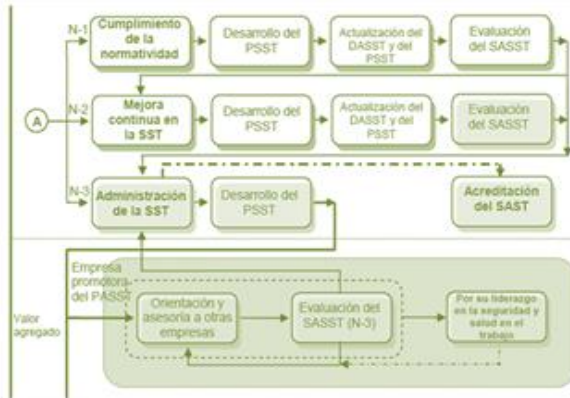 N-1
Cumplimiento
de la
normatividad
Desarrollo del
PSST
Actualización del
DASST y del
PSST
Evaluación
del SASST
A
N-2
Mejora
continua en
la SST
Desarrollo del
PSST
Actualización del
DASST y del
PSST
Evaluación
del SASST
N-3
Administración
de la SST
Desarrollo del
PSST
Acreditación
del SAST
Valor
agregado
Empresa
promotora
del PASST
Orientación y
asesoría a otras
empresas
Evaluación del
SASST (N-3)
Por su liderazgo
en la seguridad y
salud en el
trabajo